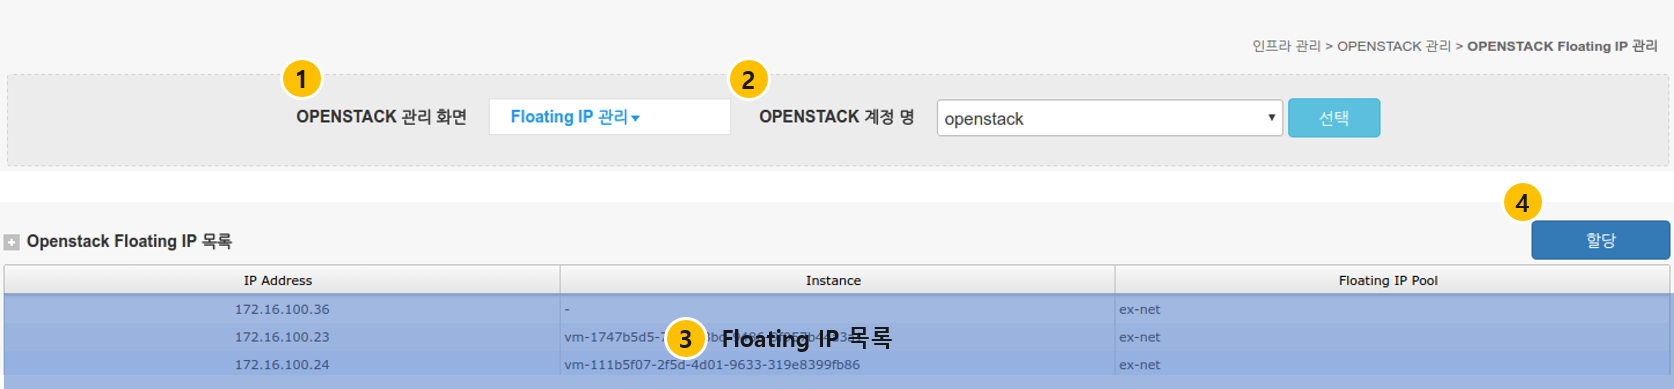 인프라 관리 > OPENSTACK 관리 > OPENSTACK Floating IP 관리
1 2
OPENSTACK 관리 화면 Floating IP 관리▾ OPENSTACK 계정 명 openstack ▼ 선택
4
Openstack Floating IP 목록 할당
IP Address Instance Floating IP Pool
172.16.100.36 - ex-net
172.16.100.23 ex-net
3 Floating IP 목록
172.16.100.24 vm-111b5f07-2f5d-4d01-9633-319e8399fb86 ex-net